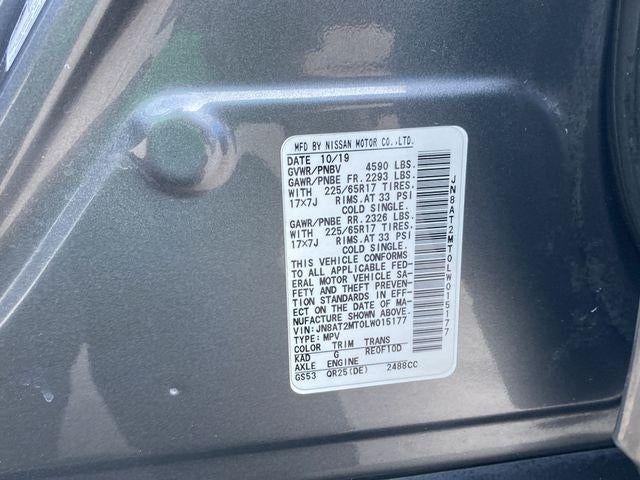 MFD BY NISSAN MOTOR CO.,LTD.
DATE 10/19
GVWR/PNBV 4590 LBS.
GAWR/PNBE FR. 2293 LBS.
WITH 225/65R17 TIRES.
17×7J RIMS.AT 33 PSI
COLD SINGLE.
GAWR/PNBE RR. 2326 LBS.
WITH 225/65R17 TIRES.
17×7J RIMS.AT 33 PSI
COLD SINGLE.
THIS VEHICLE CONFORMS
TO ALL APPLICABLE FED-
ERAL MOTOR VEHICLE SA-
FETY AND THEFT PREVEN-
TION STANDARDS IN EFF-
ECT ON THE DATE OF MA-
NUFACTURE SHOWN ABOVE.
VIN:JN8AT2MT0LW015177
TYPE:MPV
COLOR TRIM TRANS
KAD G RE0F10D
AXLE ENGINE
GS53 QR25(DE) 2488CC
JN8AT2MT0LW015177